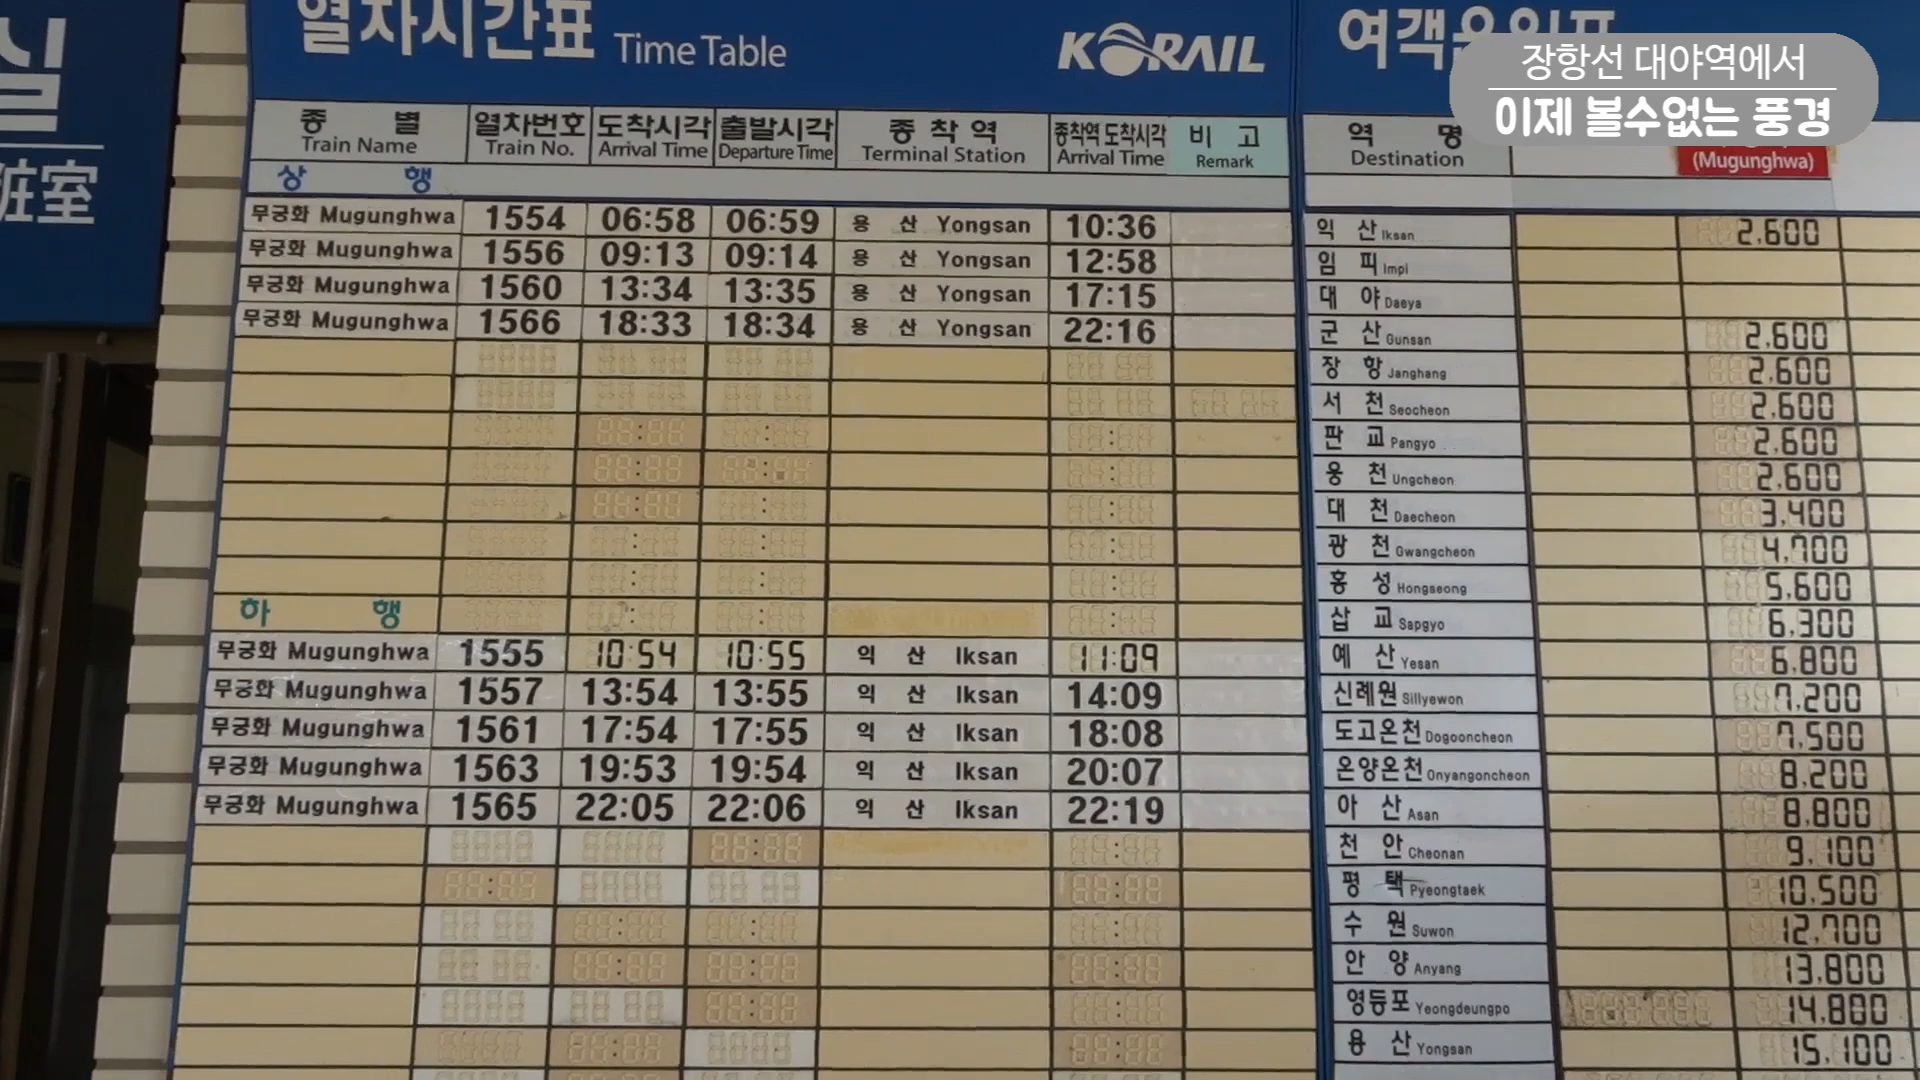 실
粧室
열차시간표 Time Table KORAIL
종 별 Train Name 열차번호 Train No. 도착시각 Arrival Time 출발시각 Departure Time 종착역 Terminal Station 종착역 도착시각 Arrival Time 비고 Remark
상 행
무궁화 Mugunghwa 1554 06:58 06:59 용 산 Yongsan 10:36
무궁화 Mugunghwa 1556 09:13 09:14 용 산 Yongsan 12:58
무궁화 Mugunghwa 1560 13:34 13:35 용 산 Yongsan 17:15
무궁화 Mugunghwa 1566 18:33 18:34 용 산 Yongsan 22:16
하 행
무궁화 Mugunghwa 1555 10:54 10:55 익 산 Iksan 11:09
무궁화 Mugunghwa 1557 13:54 13:55 익 산 Iksan 14:09
무궁화 Mugunghwa 1561 17:54 17:55 익 산 Iksan 18:08
무궁화 Mugunghwa 1563 19:53 19:54 익 산 Iksan 20:07
무궁화 Mugunghwa 1565 22:05 22:06 익 산 Iksan 22:19
장항선 대야역에서
이제 볼수없는 풍경
역 명 Destination (Mugunghwa)
익 산 Iksan 2,600
임 피 Impi
대 야 Daeya
군 산 Gunsan 2,600
장 항 Janghang 2,600
서 천 Seocheon 2,600
판 교 Pangyo 2,600
웅 천 Ungcheon 2,600
대 천 Daecheon 3,400
광 천 Gwangcheon 4,700
홍 성 Hongseong 5,600
삽 교 Sapgyo 6,300
예 산 Yesan 6,800
신례원 Sillyewon 7,200
도고온천 Dogooncheon 7,500
온양온천 Onyangoncheon 8,200
아 산 Asan 8,800
천 안 Cheonan 9,100
평 택 Pyeongtaek 10,500
수 원 Suwon 12,700
안 양 Anyang 13,800
영등포 Yeongdeungpo 14,800
용 산 Yongsan 15,100